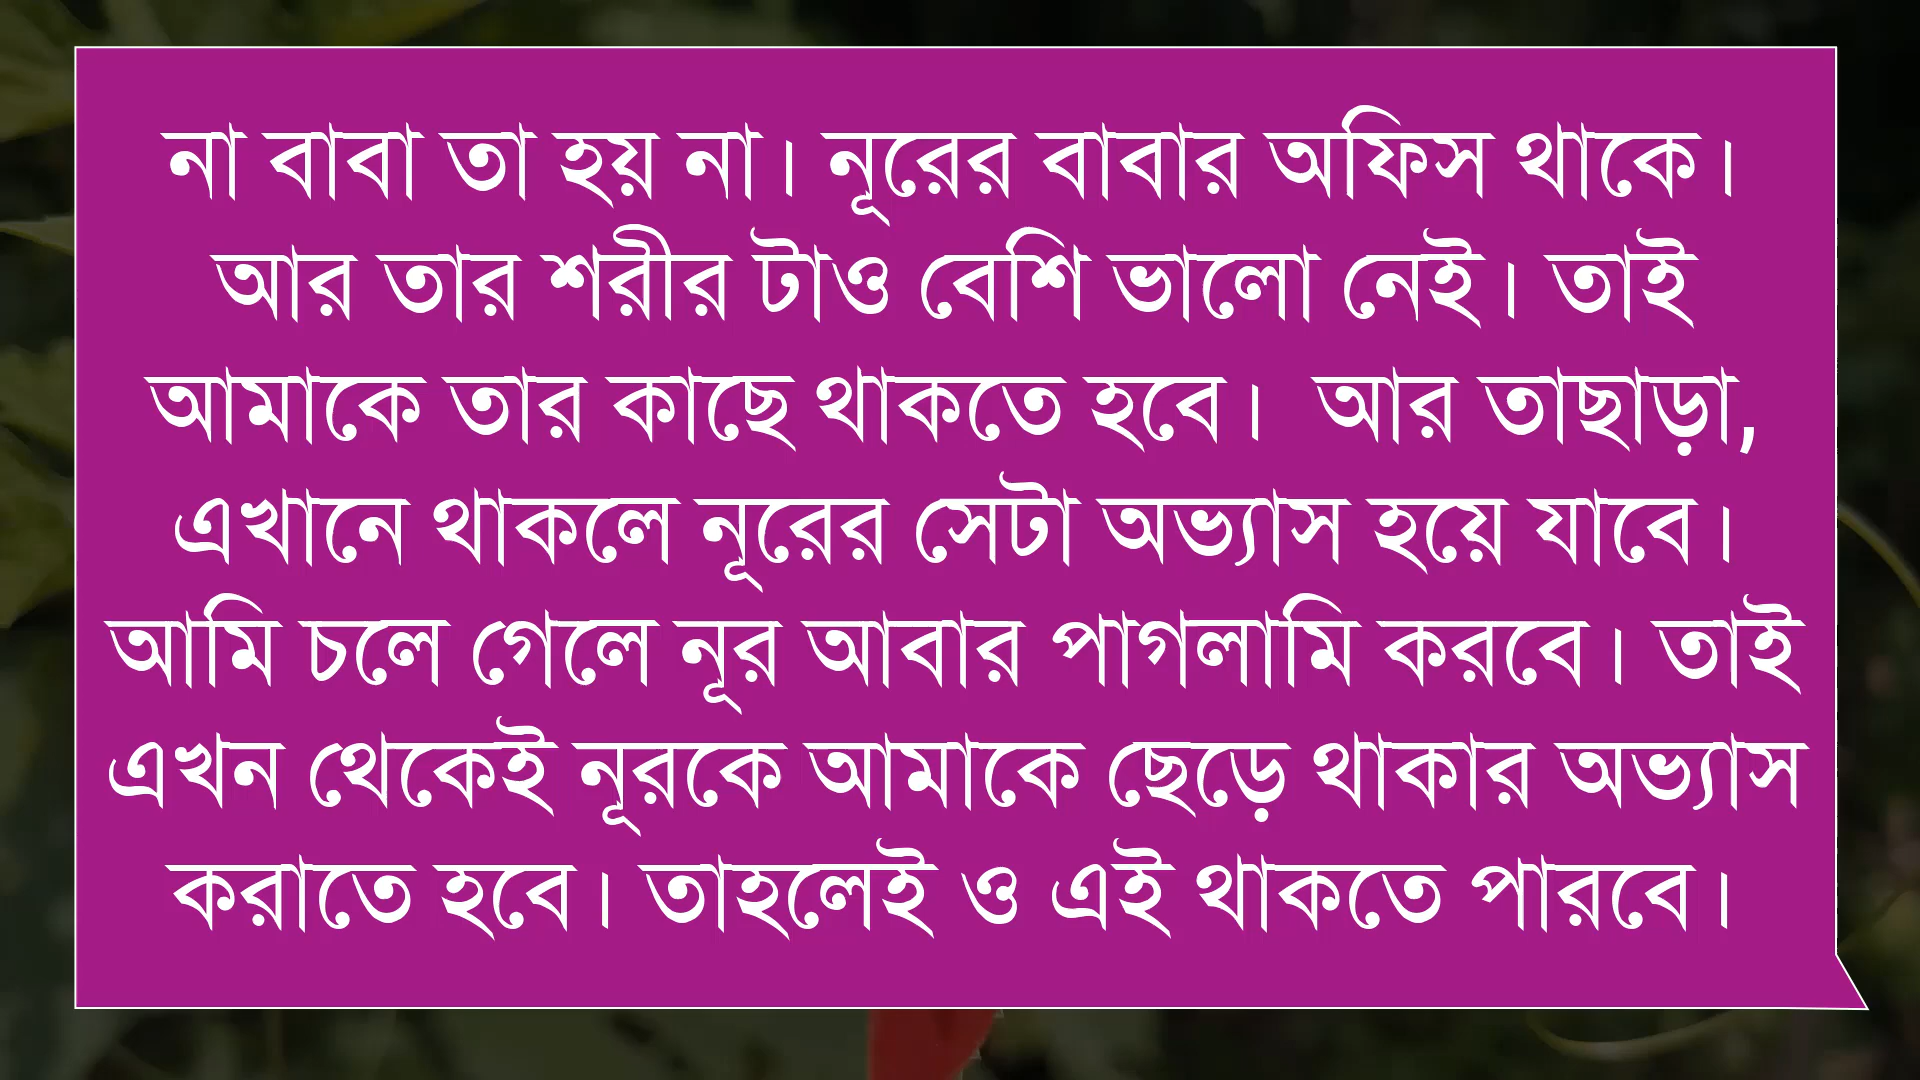 না বাবা তা হয় না। নূরের বাবার অফিস থাকে।
আর তার শরীর টাও বেশি ভালো নেই। তাই
আমাকে তার কাছে থাকতে হবে।  আর তাছাড়া,
এখানে থাকলে নূরের সেটা অভ্যাস হয়ে যাবে।
আমি চলে গেলে নূর আবার পাগলামি করবে। তাই
এখন থেকেই নূরকে আমাকে ছেড়ে থাকার অভ্যাস
করাতে হবে। তাহলেই ও এই থাকতে পারবে।